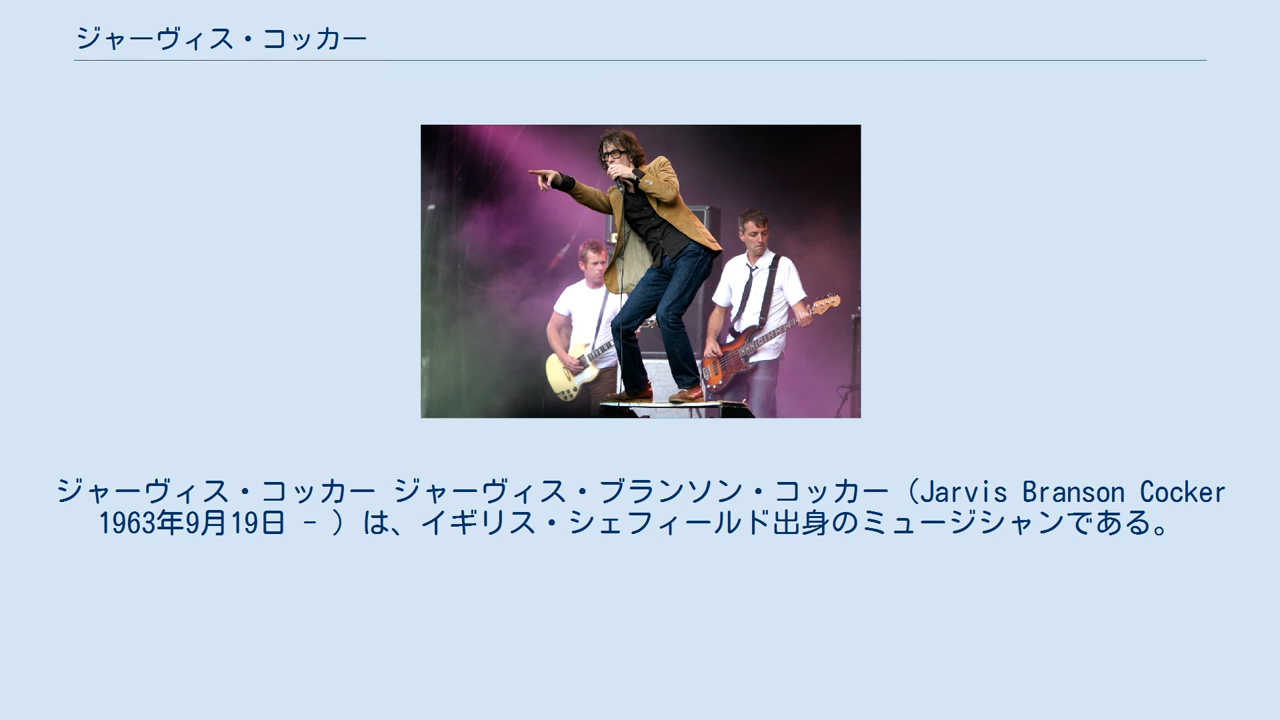 ジャーヴィス・コッカー
ジャーヴィス・コッカー ジャーヴィス・ブランソン・コッカー（Jarvis Branson Cocker
1963年9月19日 - ）は、イギリス・シェフィールド出身のミュージシャンである。